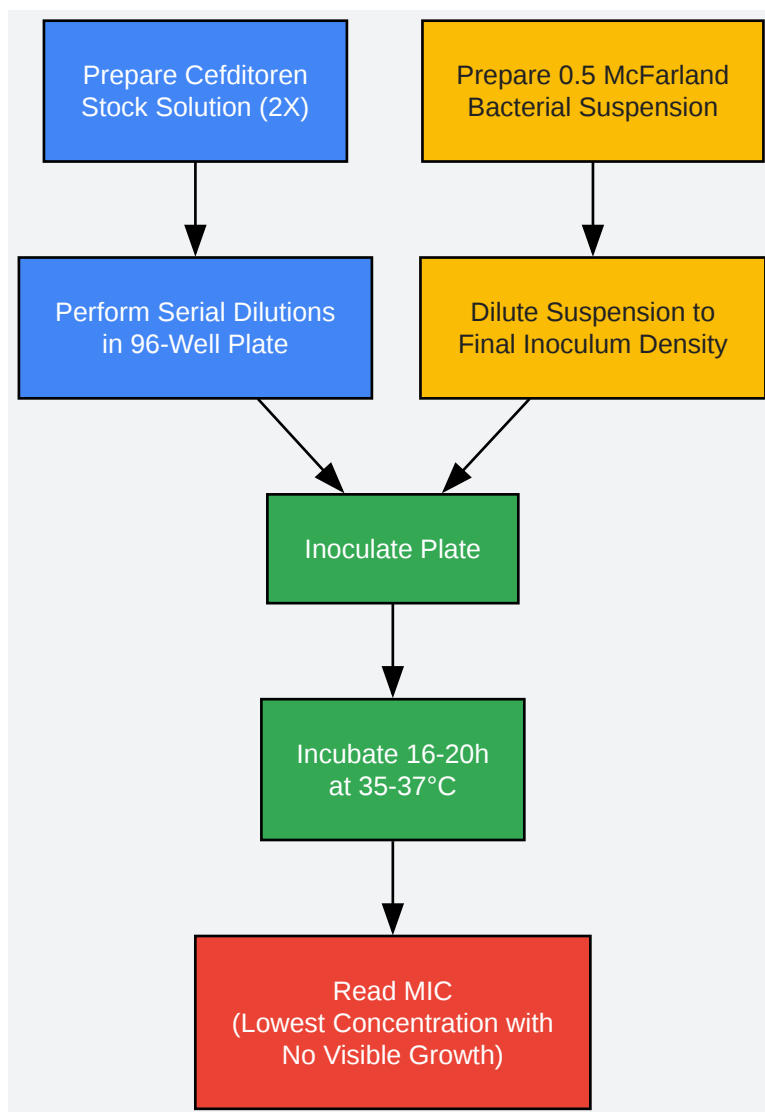 Prepare Cefditoren
Stock Solution (2X)
Prepare 0.5 McFarland
Bacterial Suspension
Perform Serial Dilutions
in 96-Well Plate
Dilute Suspension to
Final Inoculum Density
Inoculate Plate
Incubate 16-20h
at 35-37°C
Read MIC
(Lowest Concentration with
No Visible Growth)